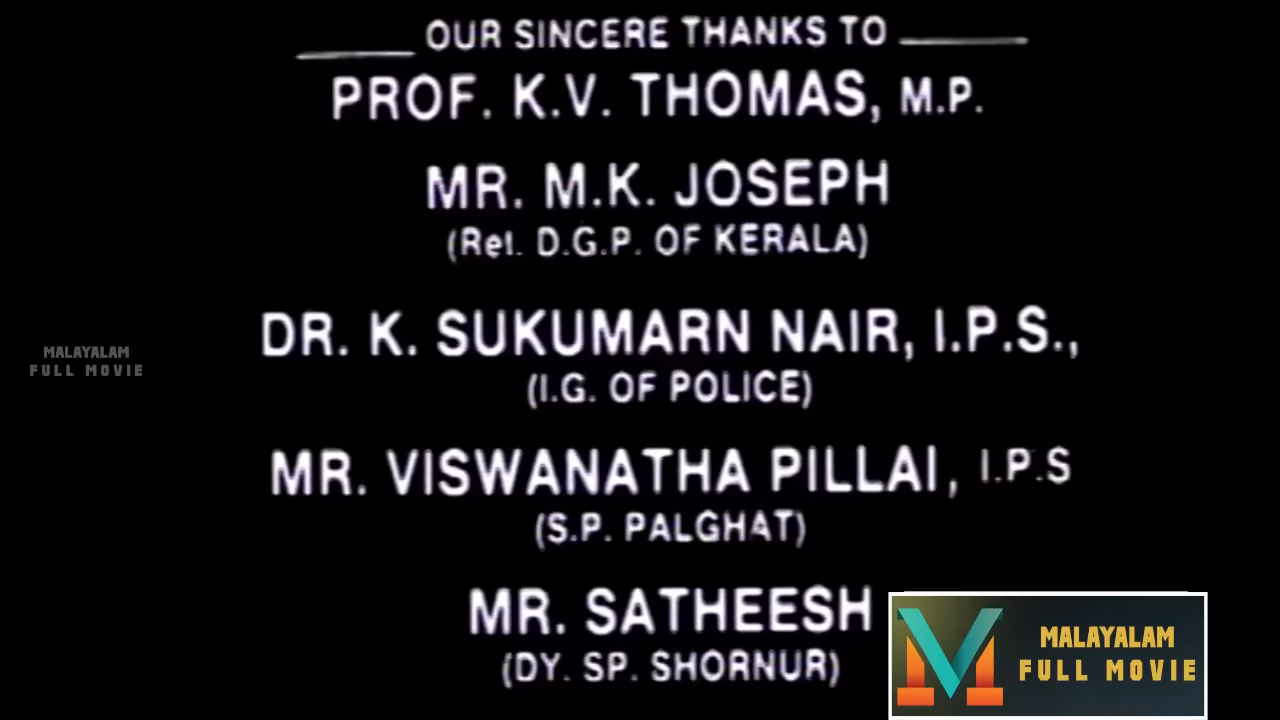 OUR SINCERE THANKS TO
PROF. K.V. THOMAS, M.P.
MR. M.K. JOSEPH
(Ret. D.G.P. OF KERALA)
DR. K. SUKUMARN NAIR, I.P.S.,
(I.G. OF POLICE)
MALAYALAM
FULL MOVIE
MR. VISWANATHA PILLAI, I.P.S
(S.P. PALGHAT)
MR. SATHEESH
(DY. SP. SHORNUR)
MALAYALAM
FULL MOVIE